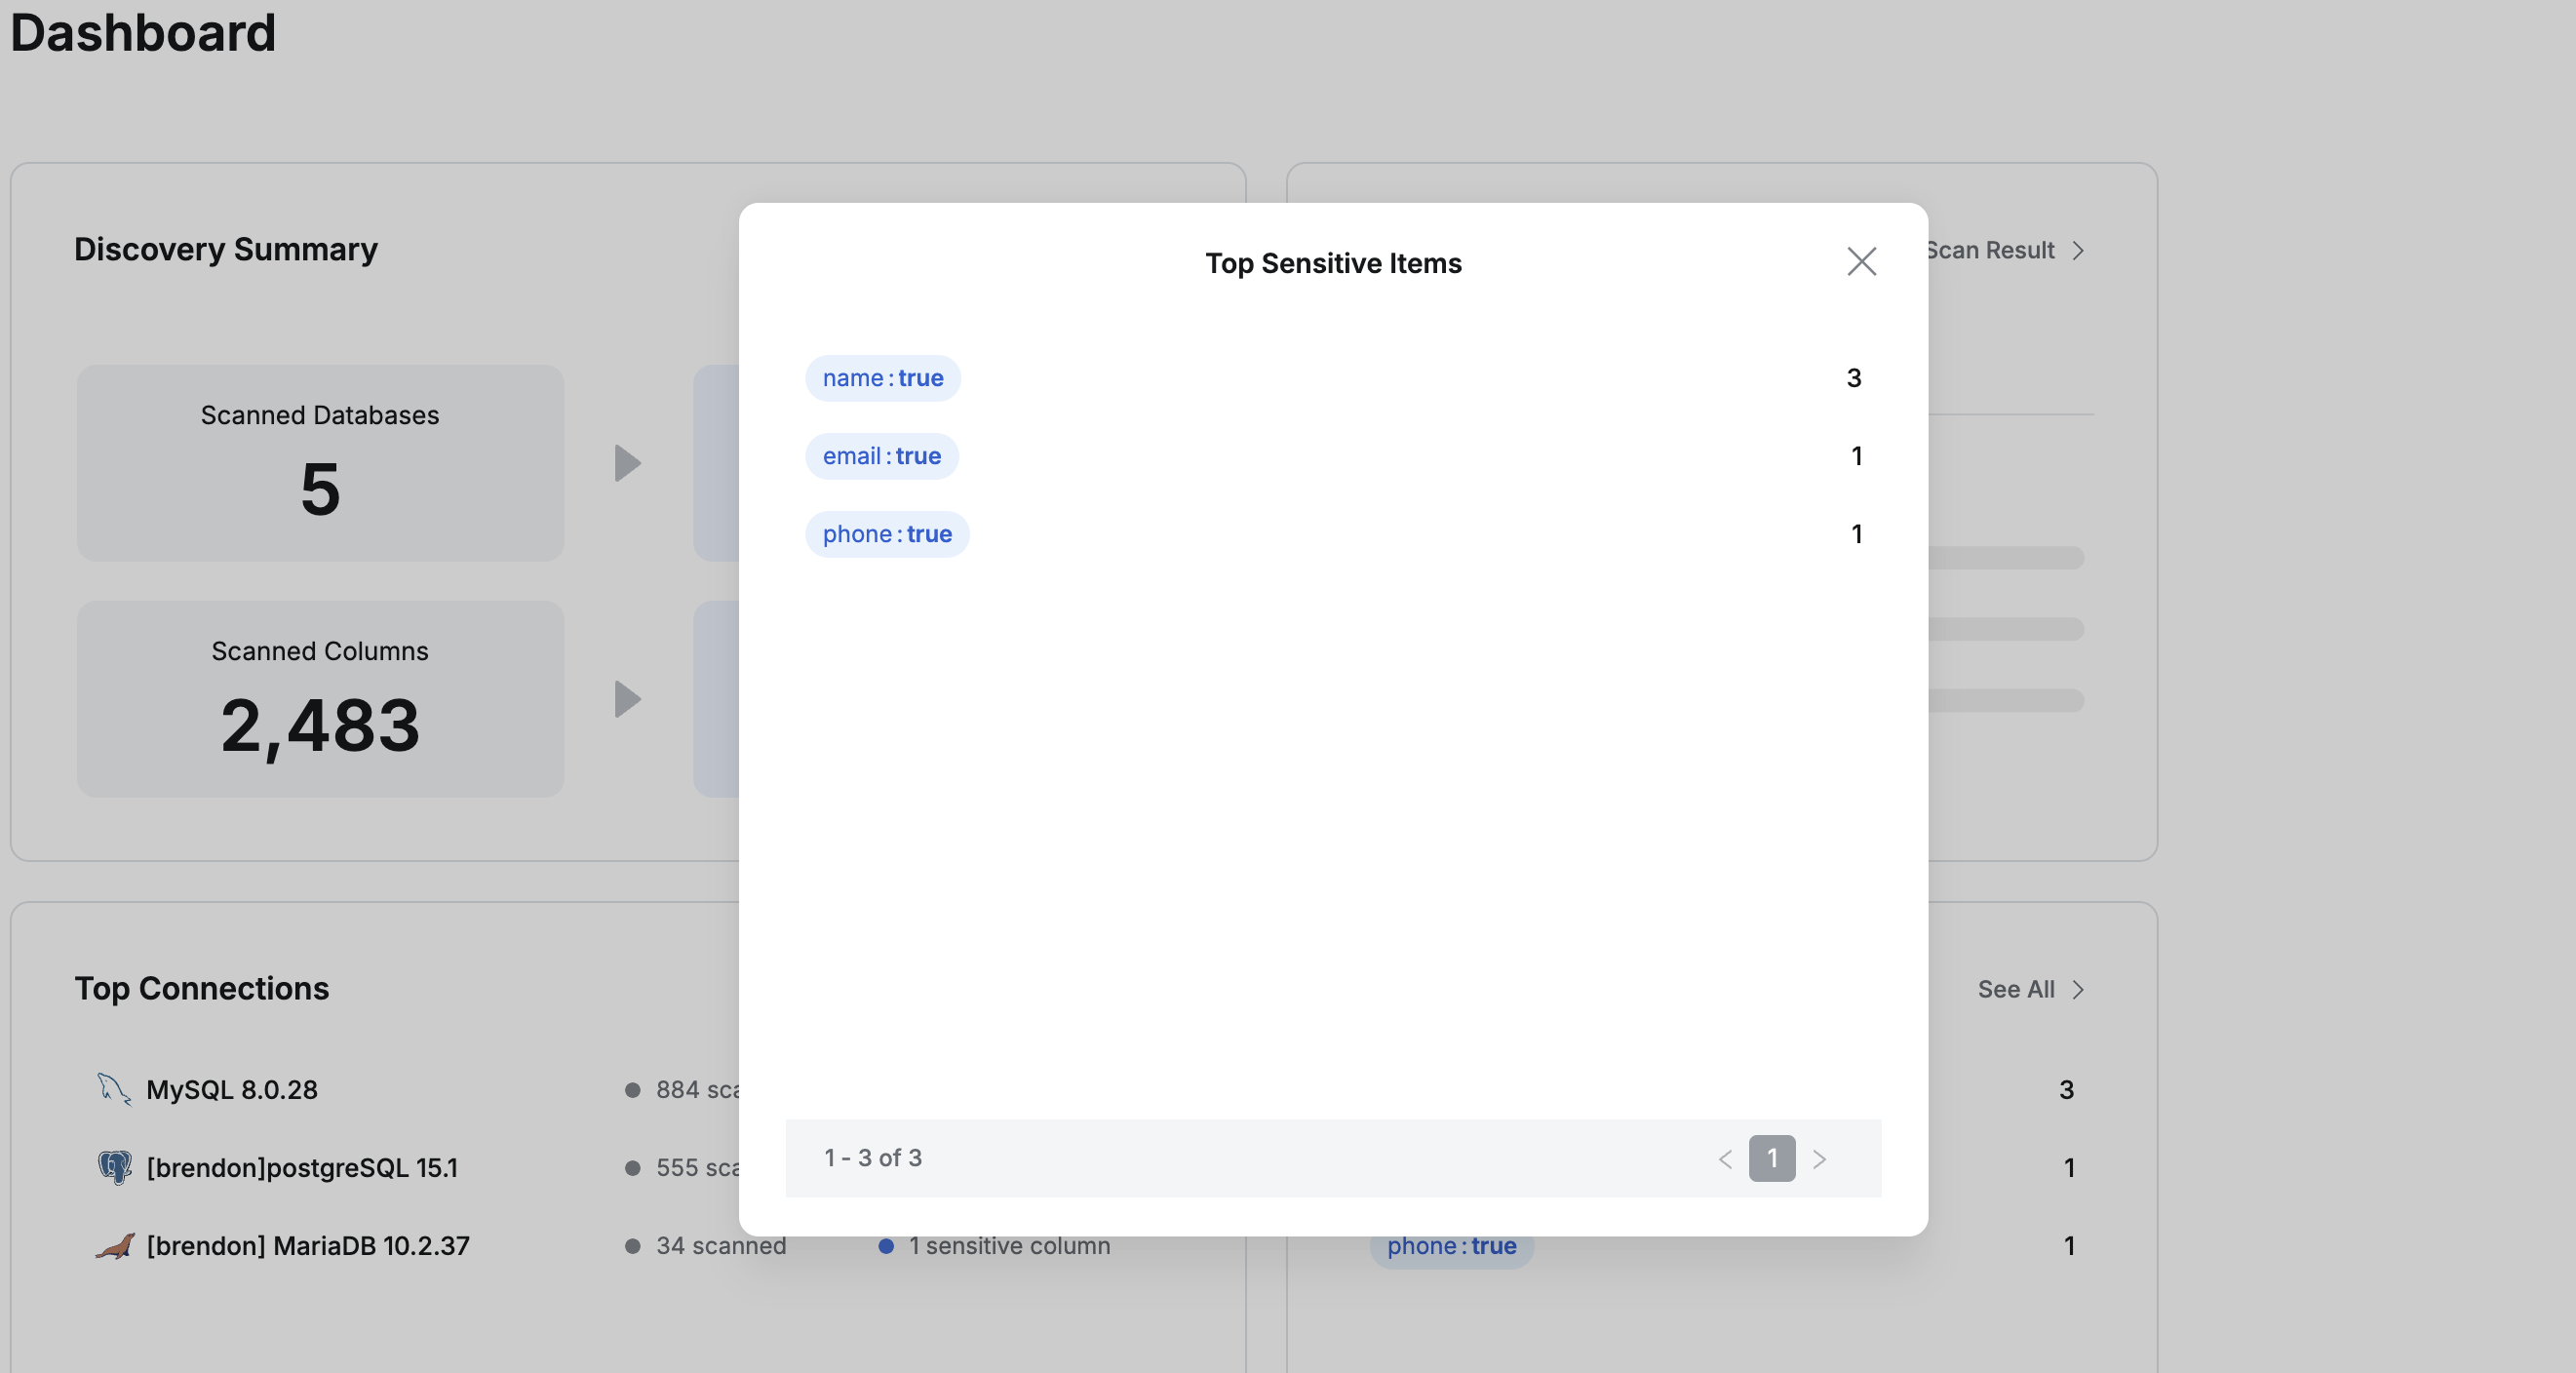 Dashboard
Discovery Summary
Scanned Databases
5
Scanned Columns
2,483
Scan Result
Top Sensitive Items
name : true
3
email : true
1
phone : true
1
1 - 3 of 3
1
Top Connections
MySQL 8.0.28
884
[brendon]postgreSQL 15.1
555
[brendon] MariaDB 10.2.37
34 scanned
1 sensitive column
See All
3
1
phone : true
1